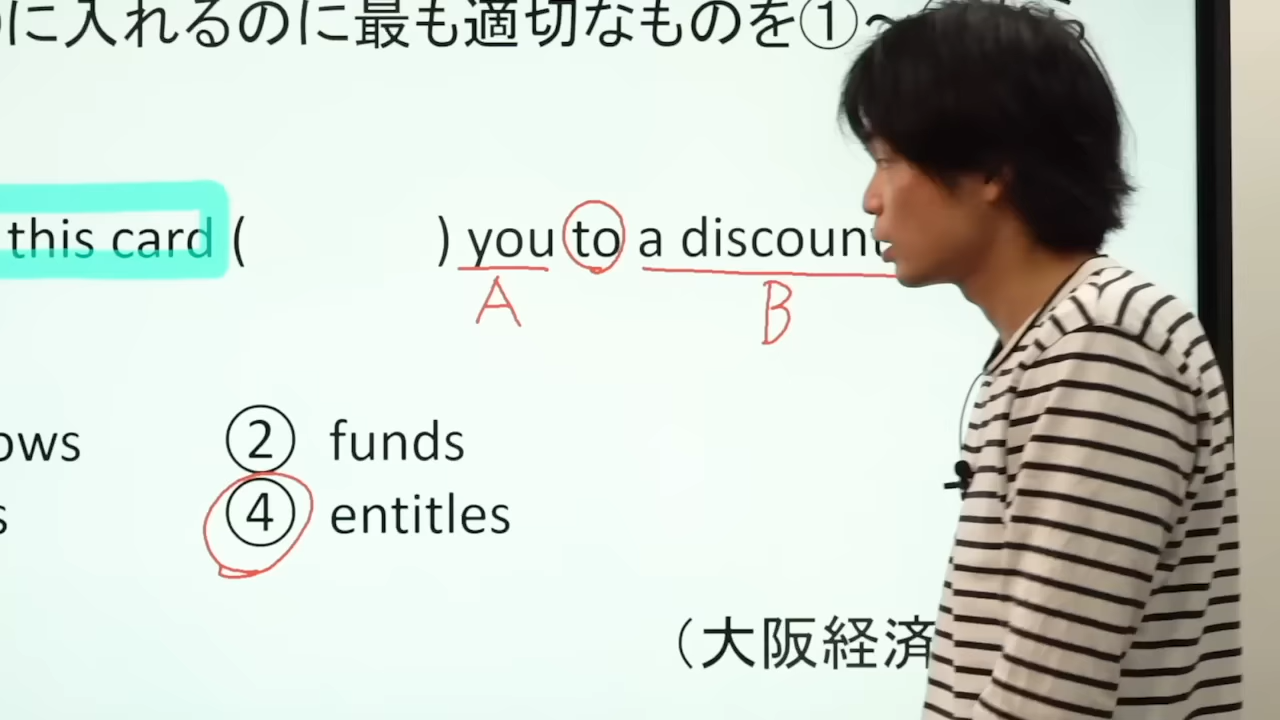 に入れるのに最も適切なものを①～
this card ( ) you to a discount
A B
ows ② funds
s ④ entitles
（大阪経済